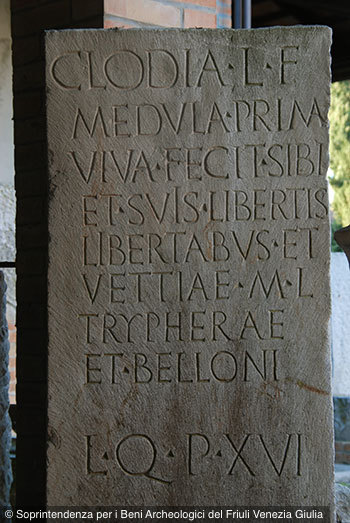 CLODIA·L·F
MEDVLA·PRIM
VIVA·FECIT·SIBI
ET·SVIS·LIBERTIS
LIBERTABVS·ET
VETTIAE·M·L
TRYPHERAE
ET·BELLONI
L·Q·P·XVI
© Soprintendenza per i Beni Archeologici del Friuli Venezia Giulia